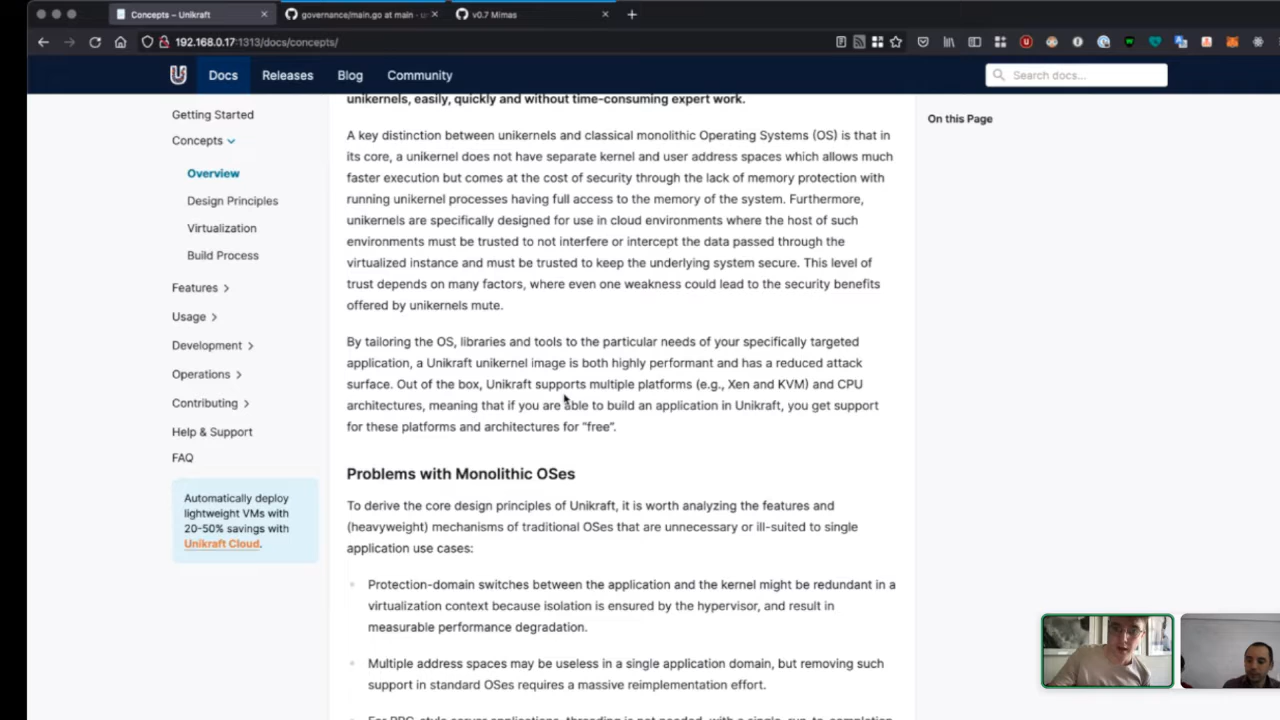 Concepts – Unikraft
governance/main.go at main · u
v0.7 Mimas
192.168.0.17:1313/docs/concepts/
Docs
Releases
Blog
Community
Search docs...
Getting Started
Concepts
Overview
Design Principles
Virtualization
Build Process
Features
Usage
Development
Operations
Contributing
Help & Support
FAQ
Automatically deploy
lightweight VMs with
20-50% savings with
Unikraft Cloud.
unikernels, easily, quickly and without time-consuming expert work.
A key distinction between unikernels and classical monolithic Operating Systems (OS) is that in
its core, a unikernel does not have separate kernel and user address spaces which allows much
faster execution but comes at the cost of security through the lack of memory protection with
running unikernel processes having full access to the memory of the system. Furthermore,
unikernels are specifically designed for use in cloud environments where the host of such
environments must be trusted to not interfere or intercept the data passed through the
virtualized instance and must be trusted to keep the underlying system secure. This level of
trust depends on many factors, where even one weakness could lead to the security benefits
offered by unikernels mute.
By tailoring the OS, libraries and tools to the particular needs of your specifically targeted
application, a Unikraft unikernel image is both highly performant and has a reduced attack
surface. Out of the box, Unikraft supports multiple platforms (e.g., Xen and KVM) and CPU
architectures, meaning that if you are able to build an application in Unikraft, you get support
for these platforms and architectures for "free".
Problems with Monolithic OSes
To derive the core design principles of Unikraft, it is worth analyzing the features and
(heavyweight) mechanisms of traditional OSes that are unnecessary or ill-suited to single
application use cases:
Protection-domain switches between the application and the kernel might be redundant in a
virtualization context because isolation is ensured by the hypervisor, and result in
measurable performance degradation.
Multiple address spaces may be useless in a single application domain, but removing such
support in standard OSes requires a massive reimplementation effort.
For RPC-style server applications, threading is not needed, with a single, run-to-completion
On this Page